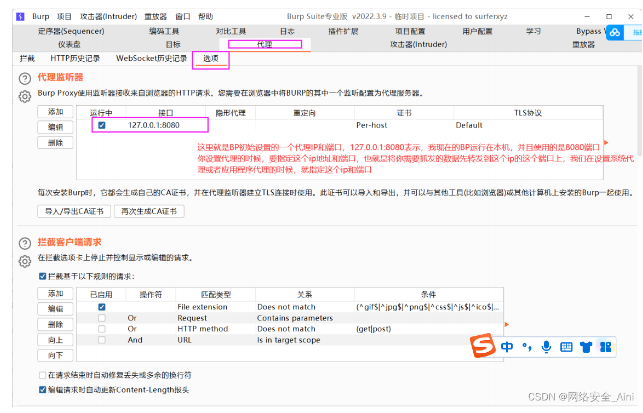 Burp 项目 攻击器(Intruder) 重放器 窗口 帮助 Burp Suite专业版 v2022.3.9 - 临时项目 - licensed to surferxyz
定序器(Sequencer) 编码工具 对比工具 日志 插件扩展 项目配置 用户配置 学习 Bypass
仪表盘 目标 代理 攻击器(Intruder) 重放器
拦截 HTTP历史记录 WebSocket历史记录 选项
代理监听器
Burp Proxy使用监听器接收来自浏览器的HTTP请求。您需要在浏览器中将BURP的其中一个监听配置为代理服务器。
添加 运行中 接口 隐形代理 重定向 证书 TLS协议
编辑 127.0.0.1:8080 Per-host Default
删除
这里就是BP初始设置的一个代理IP和端口，127.0.0.1:8080表示，我现在的BP运行在本机，并且使用的是8080端口
你设置代理的时候，要指定这个ip地址和端口，也就是将你需要抓发的数据先转发到这个ip的这个端口上，我们在设置系统代
理或者应用程序代理的时候，就指定这个ip和端口
每次安装Burp时，它都会生成自己的CA证书，并在代理监听器建立TLS连接时使用。此证书可以导入和导出，并可以与其他工具(比如浏览器)或其他计算机上安装的Burp一起使用。
导入/导出CA证书 再次生成CA证书
拦截客户端请求
在拦截选项卡上停止并控制显示或编辑的请求。
拦截基于以下规则的请求：
添加 已启用 操作符 匹配类型 关系 条件
编辑 File extension Does not match (^gif$|^jpg$|^png$|^css$|^js$|^ico$|...
删除 Or Request Contains parameters
Or HTTP method Does not match (get|post)
向上 And URL Is in target scope
向下
中
在请求结束时自动修复丢失或多余的换行符
编辑请求时自动更新Content-Length报头
CSDN @网络安全_Aini